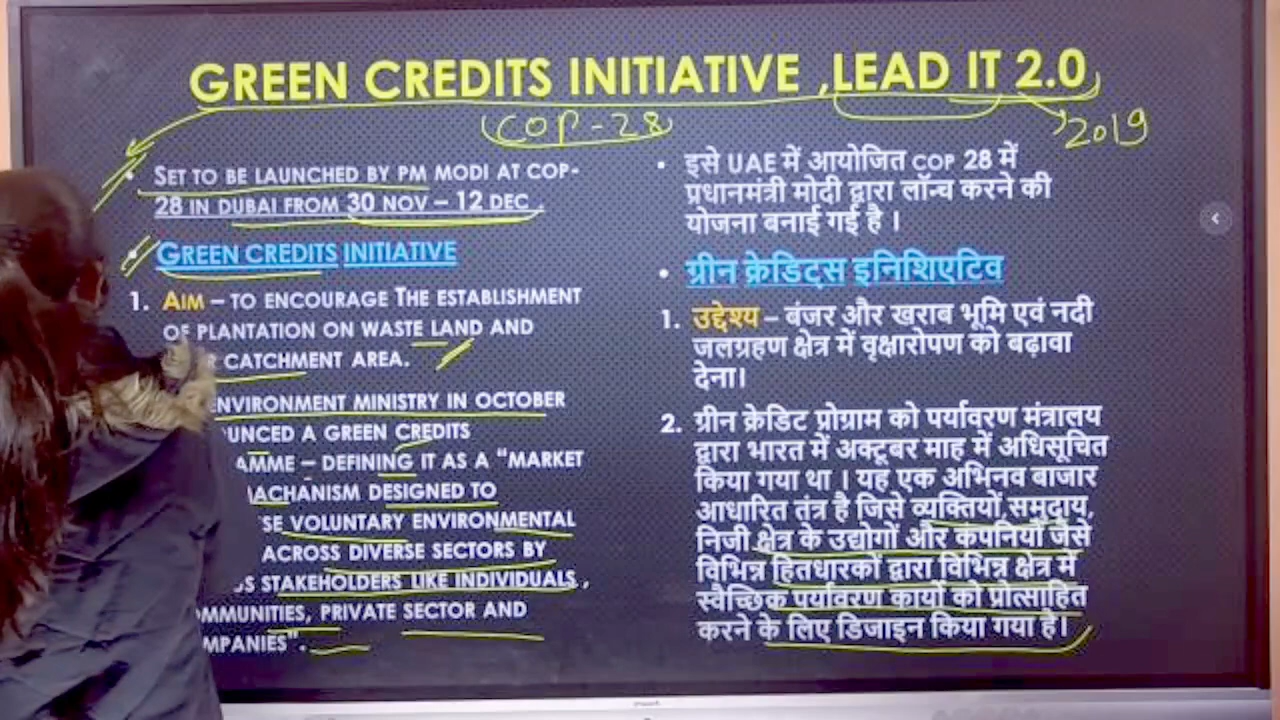 GREEN CREDITS INITIATIVE ,LEAD IT 2.0
COP-28
2019
• SET TO BE LAUNCHED BY PM MODI AT COP-
28 IN DUBAI FROM 30 NOV – 12 DEC .
• GREEN CREDITS INITIATIVE
1. AIM – TO ENCOURAGE THE ESTABLISHMENT
OF PLANTATION ON WASTE LAND AND
CATCHMENT AREA.
ENVIRONMENT MINISTRY IN OCTOBER
A GREEN CREDITS
– DEFINING IT AS A “MARKET
DESIGNED TO
VOLUNTARY ENVIRONMENTAL
ACROSS DIVERSE SECTORS BY
STAKEHOLDERS LIKE INDIVIDUALS ,
PRIVATE SECTOR AND
• इसे UAE में आयोजित COP 28 में
प्रधानमंत्री मोदी द्वारा लॉन्च करने की
योजना बनाई गई है ।
• ग्रीन क्रेडिट्स इनिशिएटिव
1. उद्देश्य – बंजर और खराब भूमि एवं नदी
जलग्रहण क्षेत्र में वृक्षारोपण को बढ़ावा
देना।
2. ग्रीन क्रेडिट प्रोग्राम को पर्यावरण मंत्रालय
द्वारा भारत में अक्टूबर माह में अधिसूचित
किया गया था । यह एक अभिनव बाजार
आधारित तंत्र है जिसे व्यक्तियों,समुदाय,
निजी क्षेत्र के उद्योगों और कंपनियों जैसे
विभिन्न हितधारकों द्वारा विभिन्न क्षेत्र में
स्वैच्छिक पर्यावरण कार्यो को प्रोत्साहित
करने के लिए डिजाइन किया गया है।